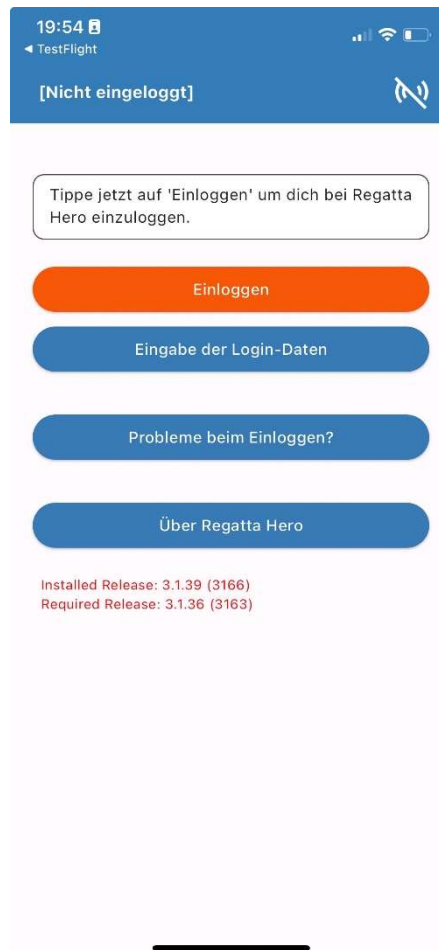 19:54
◀ TestFlight
[Nicht eingeloggt]
Tippe jetzt auf 'Einloggen' um dich bei Regatta
Hero einzuloggen.
Einloggen
Eingabe der Login-Daten
Probleme beim Einloggen?
Über Regatta Hero
Installed Release: 3.1.39 (3166)
Required Release: 3.1.36 (3163)